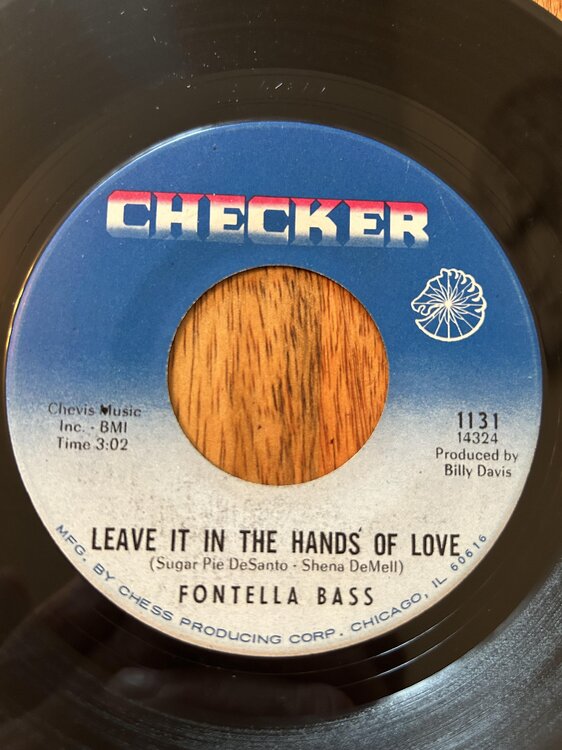 CHECKER
Chevis Music
Inc. - BMI
Time 3:02
1131
14324
Produced by
Billy Davis
LEAVE IT IN THE HANDS OF LOVE
(Sugar Pie DeSanto - Shena DeMell)
FONTELLA BASS
MFG. BY CHESS PRODUCING CORP. CHICAGO, IL 60616